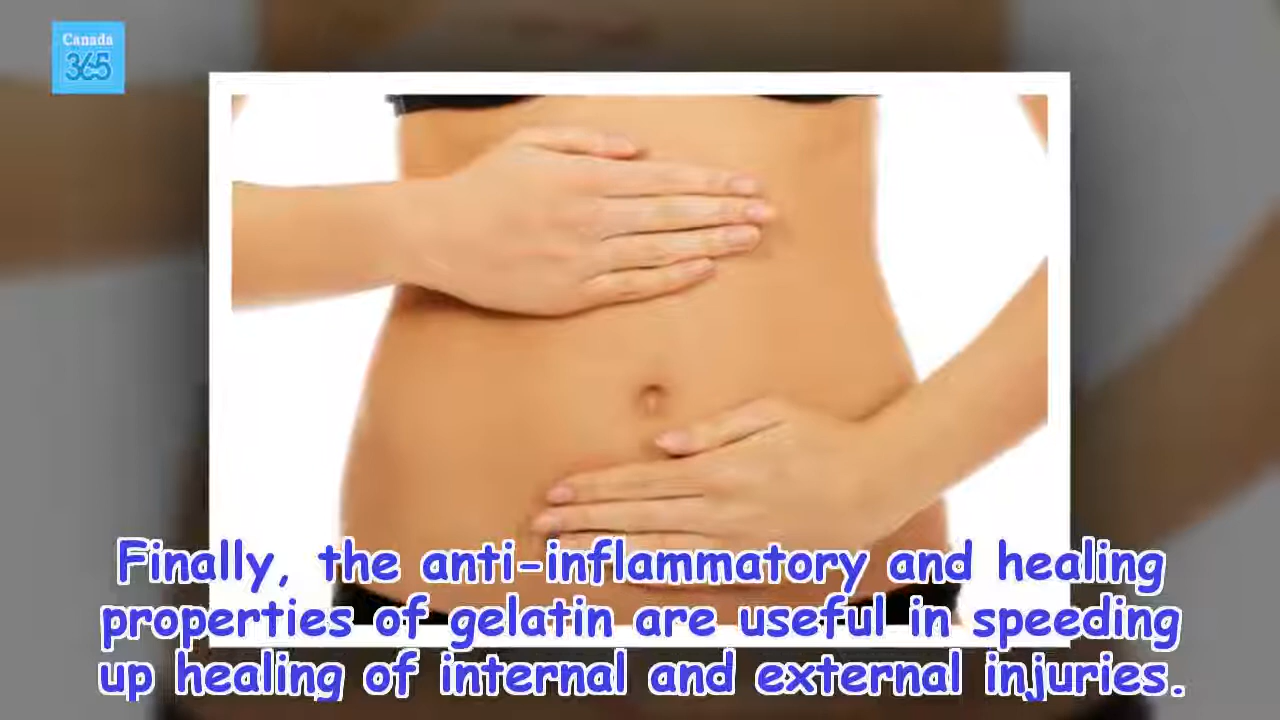 Canada
365
Finally, the anti-inflammatory and healing
properties of gelatin are useful in speeding
up healing of internal and external injuries.